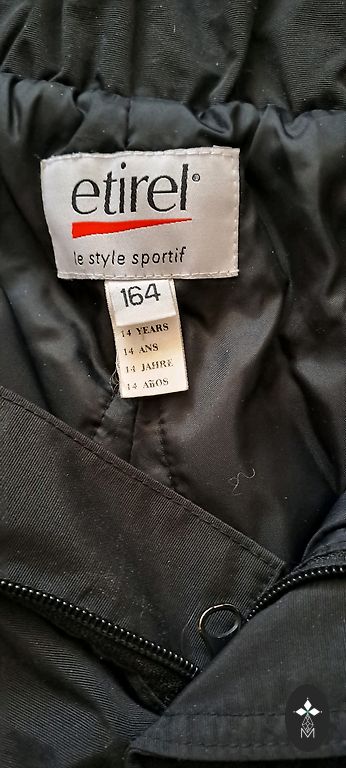 etirel®
le style sportif
164
14 YEARS
14 ANS
14 JAHRE
14 AÑOS
M